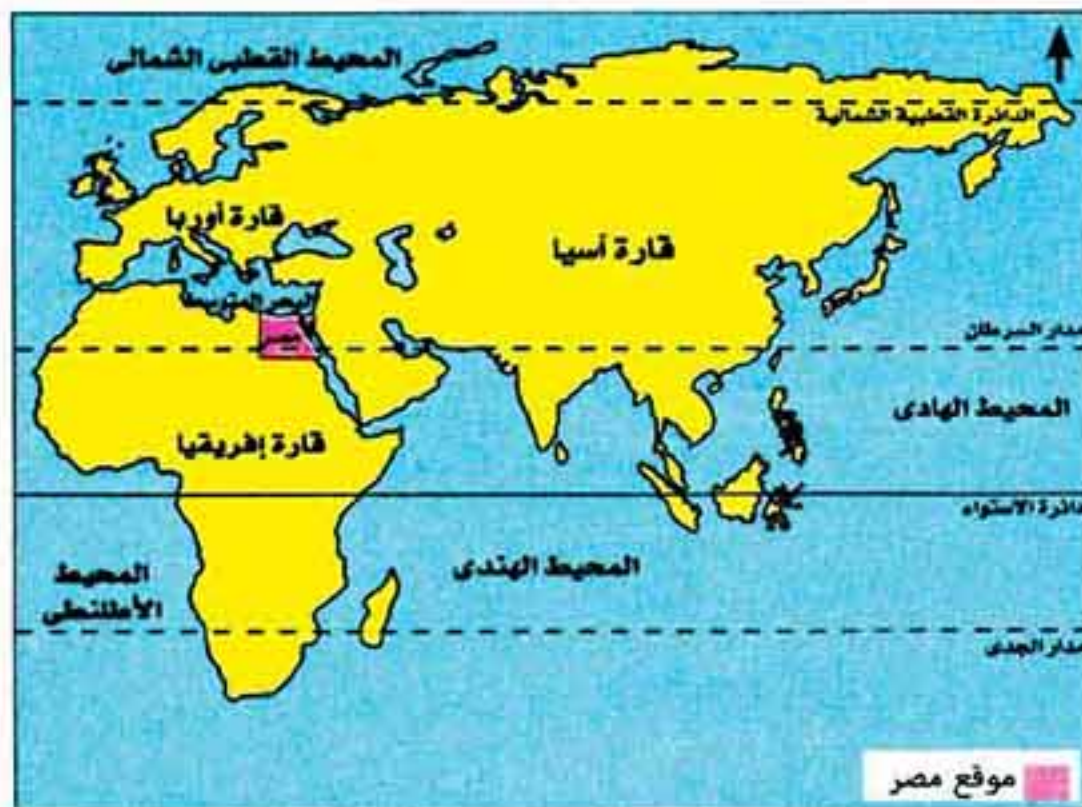 المحيط القطبى الشمالى
الدائرة القطبية الشمالية
قارة أوربا
قارة أسيا
البحر المتوسط
مصر
مدار السرطان
المحيط الهادى
قارة إفريقيا
دائرة الاستواء
المحيط الهندى
المحيط
الأطلنطى
مدار الجدى
موقع مصر